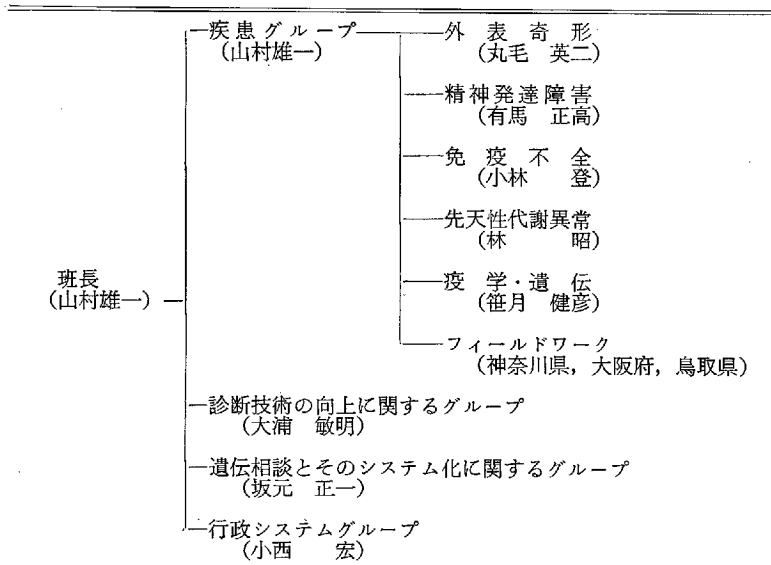 疾患グループ
(山村雄一)
外表奇形
(丸毛 英二)
精神発達障害
(有馬 正高)
免疫不全
(小林 登)
先天性代謝異常
(林 昭)
班長
(山村雄一)
疫学・遺伝
(笹月 健彦)
フィールドワーク
(神奈川県,大阪府,鳥取県)
診断技術の向上に関するグループ
(大浦 敏明)
遺伝相談とそのシステム化に関するグループ
(坂元 正一)
行政システムグループ
(小西 宏)